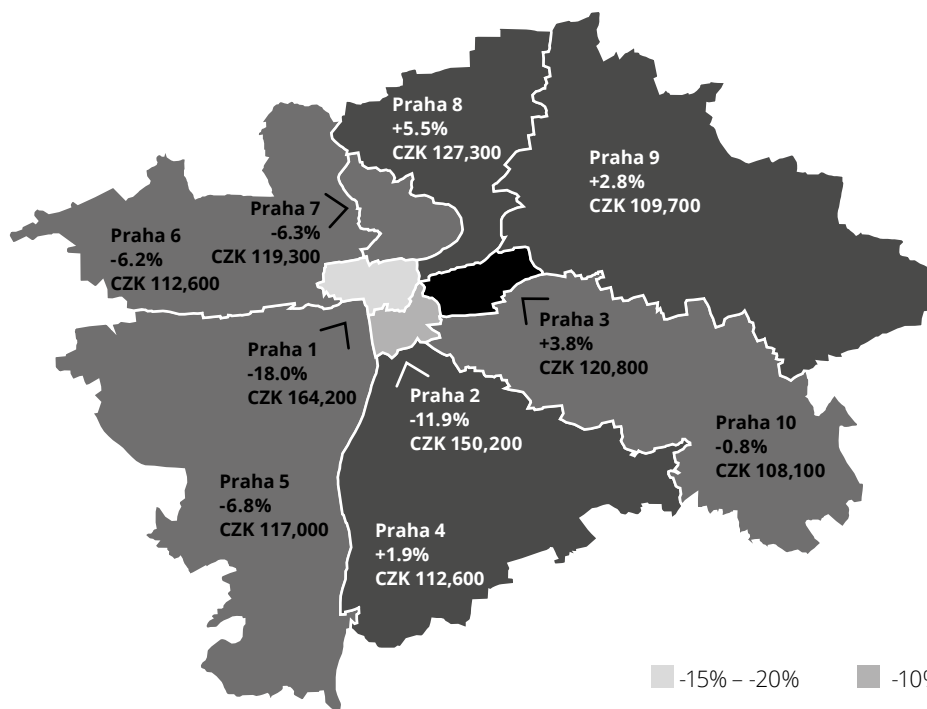 Praha 8
+5.5%
CZK 127,300
Praha 9
+2.8%
CZK 109,700
Praha 7
-6.3%
CZK 119,300
Praha 6
-6.2%
CZK 112,600
Praha 3
+3.8%
CZK 120,800
Praha 1
-18.0%
CZK 164,200
Praha 2
-11.9%
CZK 150,200
Praha 10
-0.8%
CZK 108,100
Praha 5
-6.8%
CZK 117,000
Praha 4
+1.9%
CZK 112,600
-15% – -20%
-10%